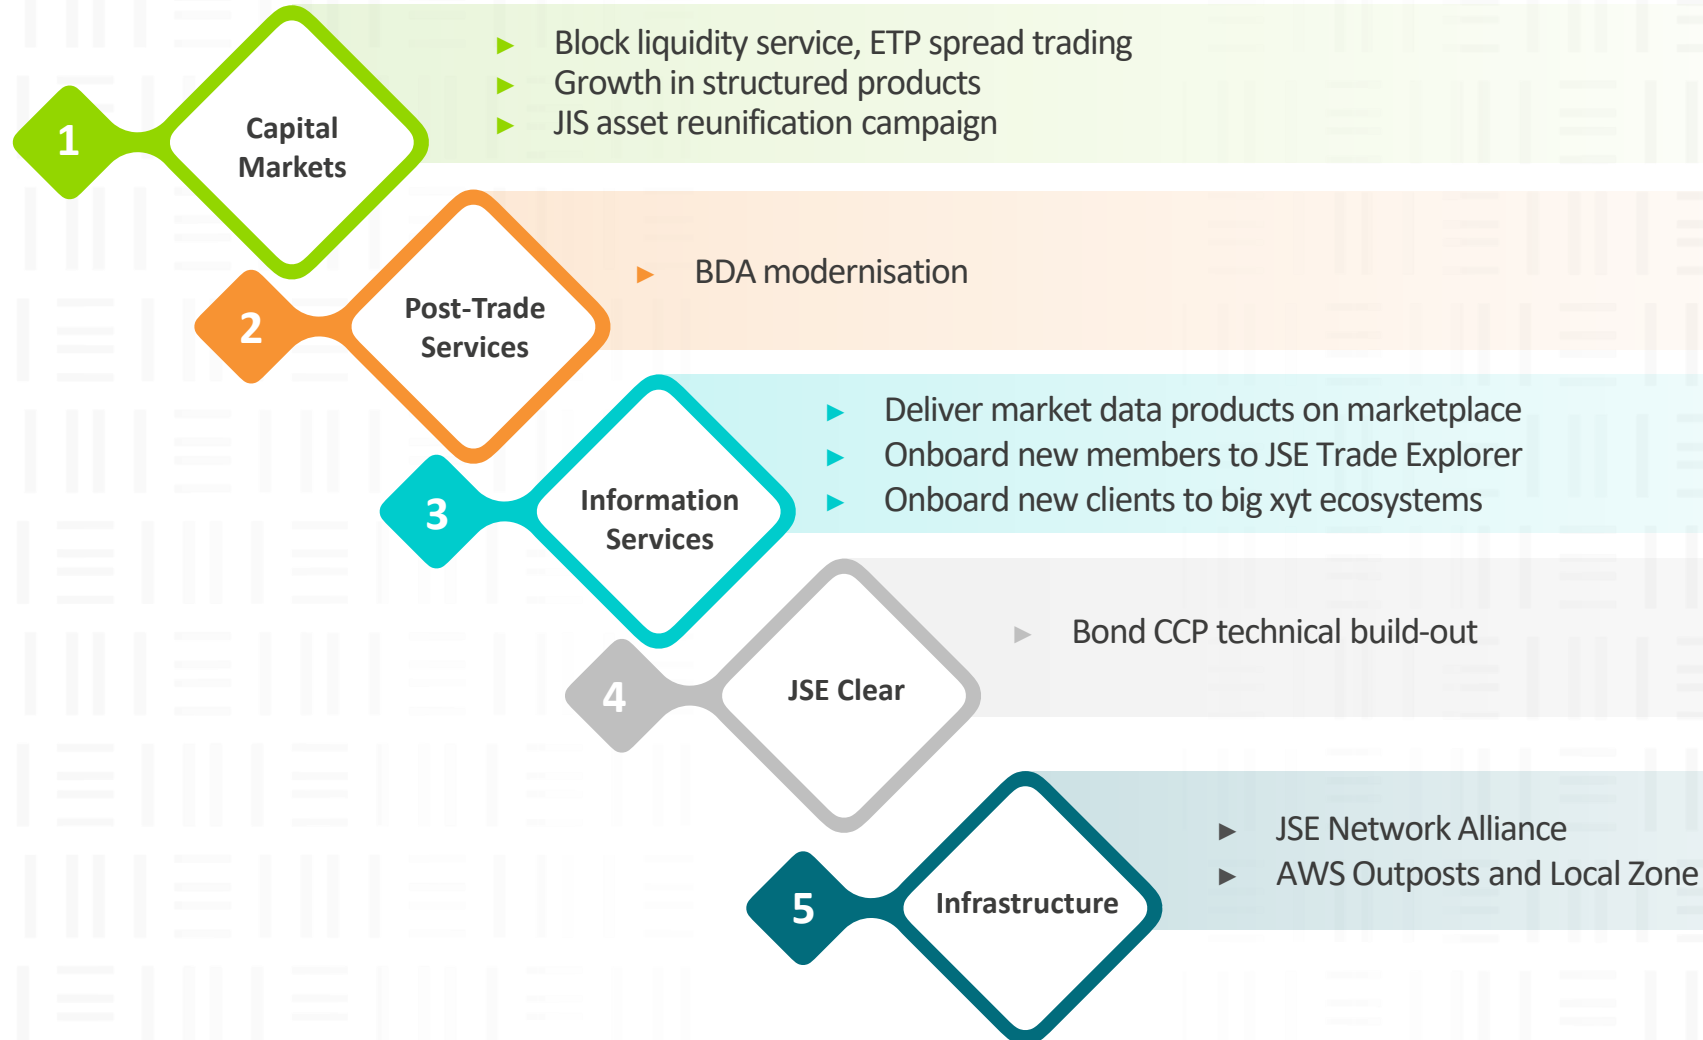 1
Capital
Markets
► Block liquidity service, ETP spread trading
► Growth in structured products
► JIS asset reunification campaign
2
Post-Trade
Services
► BDA modernisation
3
Information
Services
► Deliver market data products on marketplace
► Onboard new members to JSE Trade Explorer
► Onboard new clients to big xyt ecosystems
4
JSE Clear
► Bond CCP technical build-out
5
Infrastructure
► JSE Network Alliance
► AWS Outposts and Local Zone